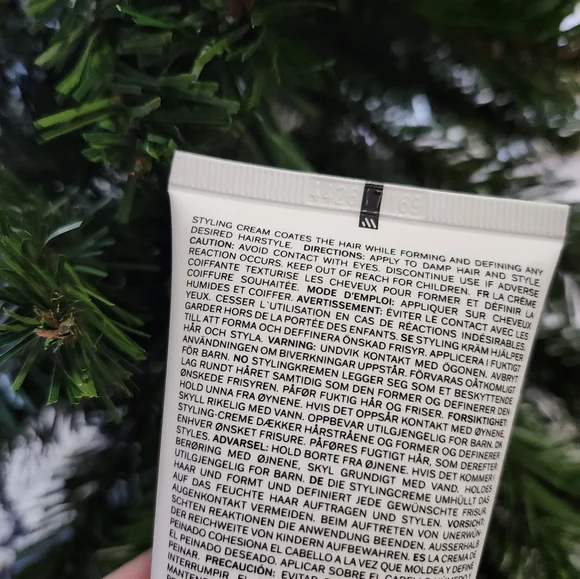 STYLING CREAM COATES THE HAIR WHILE FORMING AND DEFINING ANY
DESIRED HAIRSTYLE. DIRECTIONS: APPLY TO DAMP HAIR AND STYLE.
CAUTION: AVOID CONTACT WITH EYES. DISCONTINUE USE IF ADVERSE
REACTION OCCURS. KEEP OUT OF REACH FOR CHILDREN. FR LA CRÈME
COIFFANTE TEXTURISE LES CHEVEUX POUR FORMER ET DÉFINIR LA
COIFFURE SOUHAITÉE. MODE D'EMPLOI: APPLIQUER SUR CHEVEUX
HUMIDES ET COIFFER. AVERTISSEMENT: ÉVITER LE CONTACT AVEC LES
YEUX. CESSER L'UTILISATION EN CAS DE RÉACTIONS INDÉSIRABLES.
GARDER HORS DE LA PORTÉE DES ENFANTS. SE STYLING KRÄM HJÄLPER
TILL ATT FORMA OCH DEFINIERA ÖNSKAD FRISYR. APPLICERA I FUKTIGT
HÅR OCH STYLA. VARNING: UNDVIK KONTAKT MED ÖGONEN. AVBRYT
ANVÄNDNINGEN OM BIVERKNINGAR UPPSTÅR. FÖRVARAS OÅTKOMLIGT
FÖR BARN. NO STYLINGKREMEN LEGGER SEG SOM ET BESKYTTENDE
LAG RUNDT HÅRET SAMTIDIG SOM DEN FORMER OG DEFINERER DEN
ØNSKEDE FRISYREN. PÅFØR FUKTIG HÅR OG FRISER. FORSIKTIGHET:
HOLD UNNA FRA ØYNENE. HVIS DET OPPSÅR KONTAKT MED ØYNENE
SKYLL RIKELIG MED VANN. OPPBEVAR UTILGJENGELIG FOR BARN. DK
STYLING-CREME DÆKKER HÅRSTRÅENE OG FORMER OG DEFINERER
ENHVER ØNSKET FRISURE. PÅFØRES FUGTIGT HÅR, SOM DEREFTER
STYLES. ADVARSEL: HOLD BORTE FRA ØJNENE. HVIS DET KOMMER I
BERØRING MED ØJNENE, SKYL GRUNDIGT MED VAND. HOLDES
UTILGJENGELIG FOR BARN. DE DIE STYLINGCREME UMHÜLLT DAS
HAAR UND FORMT UND DEFINIERT JEDE GEWÜNSCHTE FRISUR.
AUF DAS FEUCHTE HAAR AUFTRAGEN UND STYLEN. VORSICHT:
AUGENKONTAKT VERMEIDEN. BEIM AUFTRETEN VON UNERWÜN-
SCHTEN REAKTIONEN DIE ANWENDUNG BEENDEN. AUSSERHALB
DER REICHWEITE VON KINDERN AUFBEWAHREN. ES LA CREMA DE
PEINADO COHESIONA EL CABELLO A LA VEZ QUE MOLDEA Y DEFINE
EL PEINADO DESEADO. APLICAR SOBRE EL CABELLO
PEINAR. PRECAUCIÓN: EVITAR
INTERRUMPIR EL